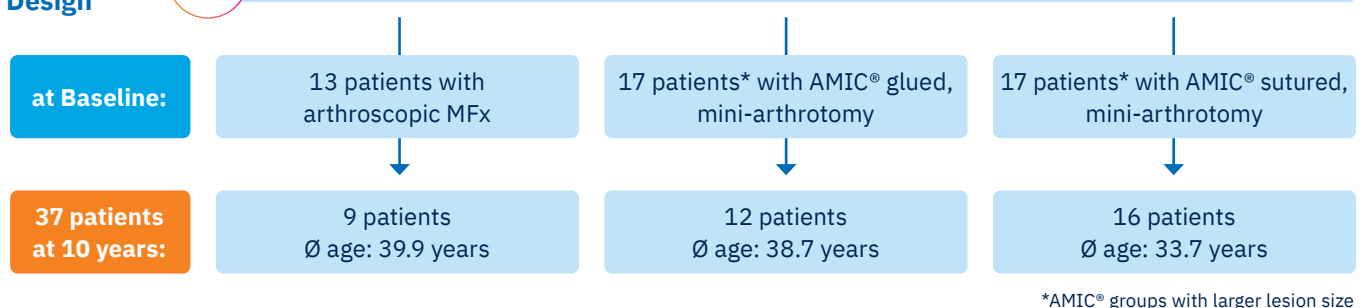 Design
at Baseline:
13 patients with
arthroscopic MFx
17 patients* with AMIC® glued,
mini-arthrotomy
17 patients* with AMIC® sutured,
mini-arthrotomy
37 patients
at 10 years:
9 patients
Ø age: 39.9 years
12 patients
Ø age: 38.7 years
16 patients
Ø age: 33.7 years
*AMIC® groups with larger lesion size